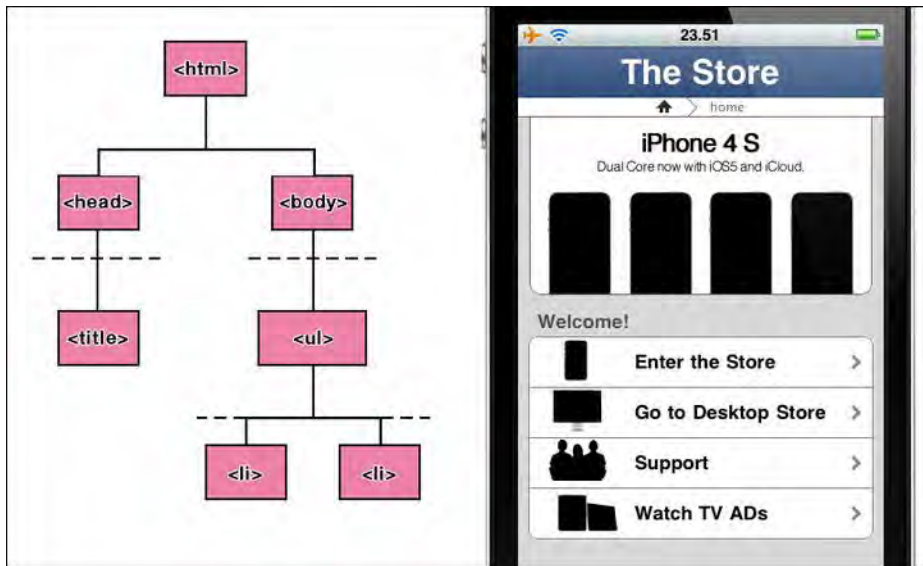 <html>
<head>
<body>
<title>
<ul>
<li>
<li>
23.51
The Store
home
iPhone 4 S
Dual Core now with iOS5 and iCloud.
Welcome!
Enter the Store
Go to Desktop Store
Support
Watch TV ADs